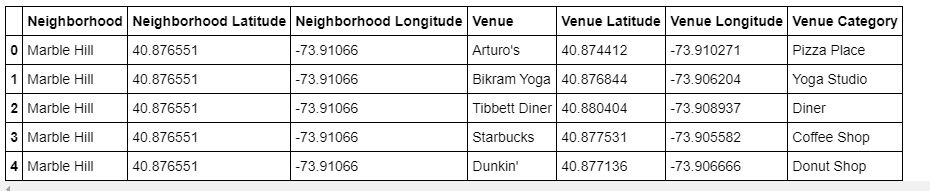 Neighborhood Neighborhood Latitude Neighborhood Longitude Venue Venue Latitude Venue Longitude Venue Category
0 Marble Hill 40.876551 -73.91066 Arturo's 40.874412 -73.910271 Pizza Place
1 Marble Hill 40.876551 -73.91066 Bikram Yoga 40.876844 -73.906204 Yoga Studio
2 Marble Hill 40.876551 -73.91066 Tibbett Diner 40.880404 -73.908937 Diner
3 Marble Hill 40.876551 -73.91066 Starbucks 40.877531 -73.905582 Coffee Shop
4 Marble Hill 40.876551 -73.91066 Dunkin' 40.877136 -73.906666 Donut Shop